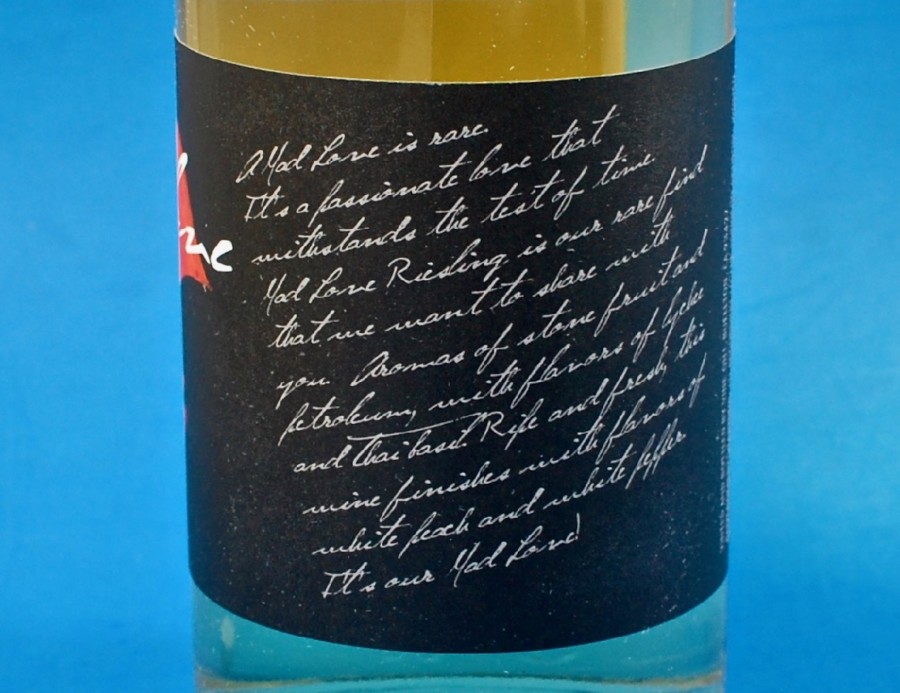 A Mad Love is rare.
It's a passionate love that
withstands the test of time.
Mad Love Riesling is our rare find
that we want to share with
you. Aromas of stone fruit and
petroleum, with flavors of lychee
and Thai basil. Ripe and fresh, this
wine finishes with flavors of
white peach and white pepper.
It's our Mad Love!